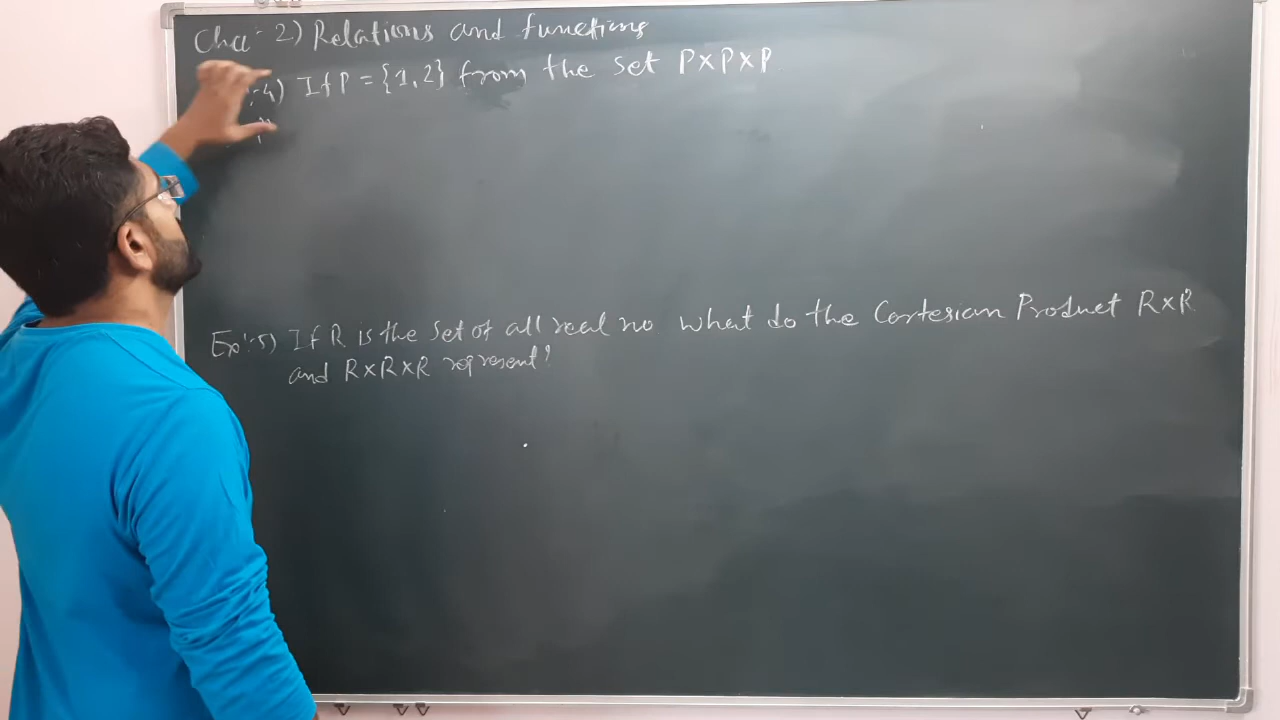 Cha:- 2) Relations and functions
:-4) If P = {1,2} from the set P×P×P
Ex:-5) If R is the set of all real no what do the Cartesian Product R×R
and R×R×R represent?